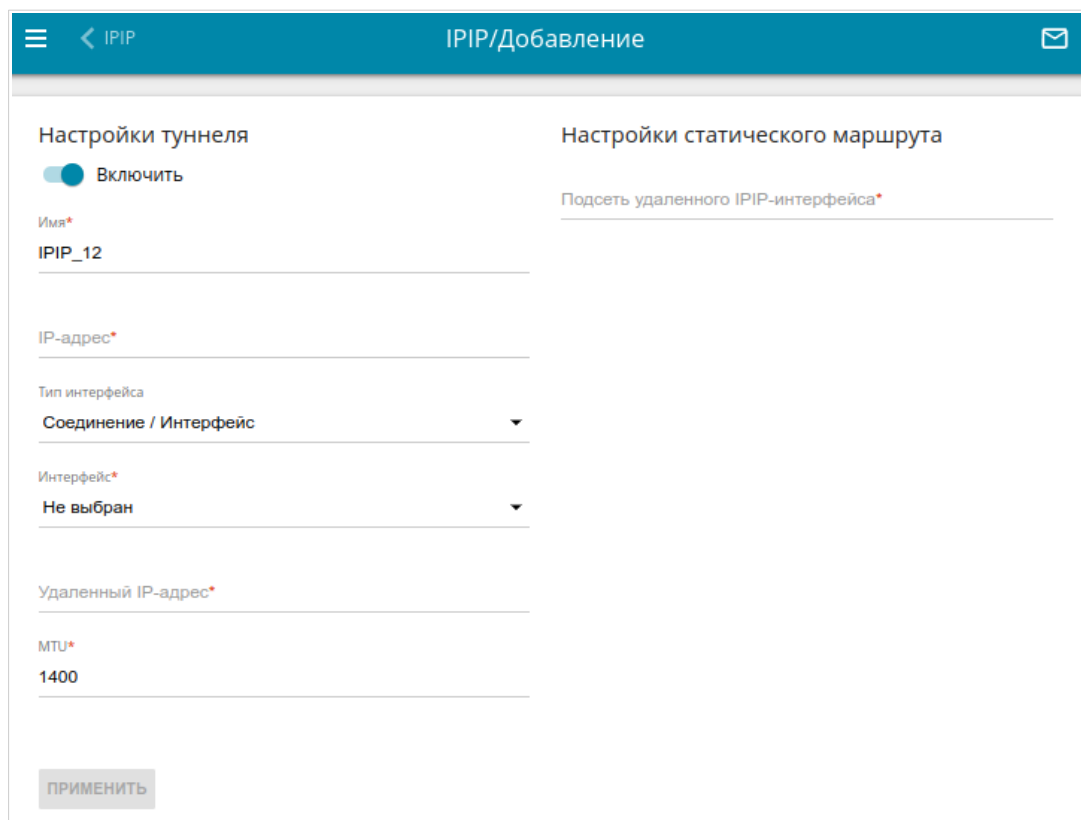 IPIP
IPIP/Добавление
Настройки туннеля
Включить
Имя*
IPIP_12
IP-адрес*
Тип интерфейса
Соединение / Интерфейс
Интерфейс*
Не выбран
Удаленный IP-адрес*
MTU*
1400
ПРИМЕНИТЬ
Настройки статического маршрута
Подсеть удаленного IPIP-интерфейса*